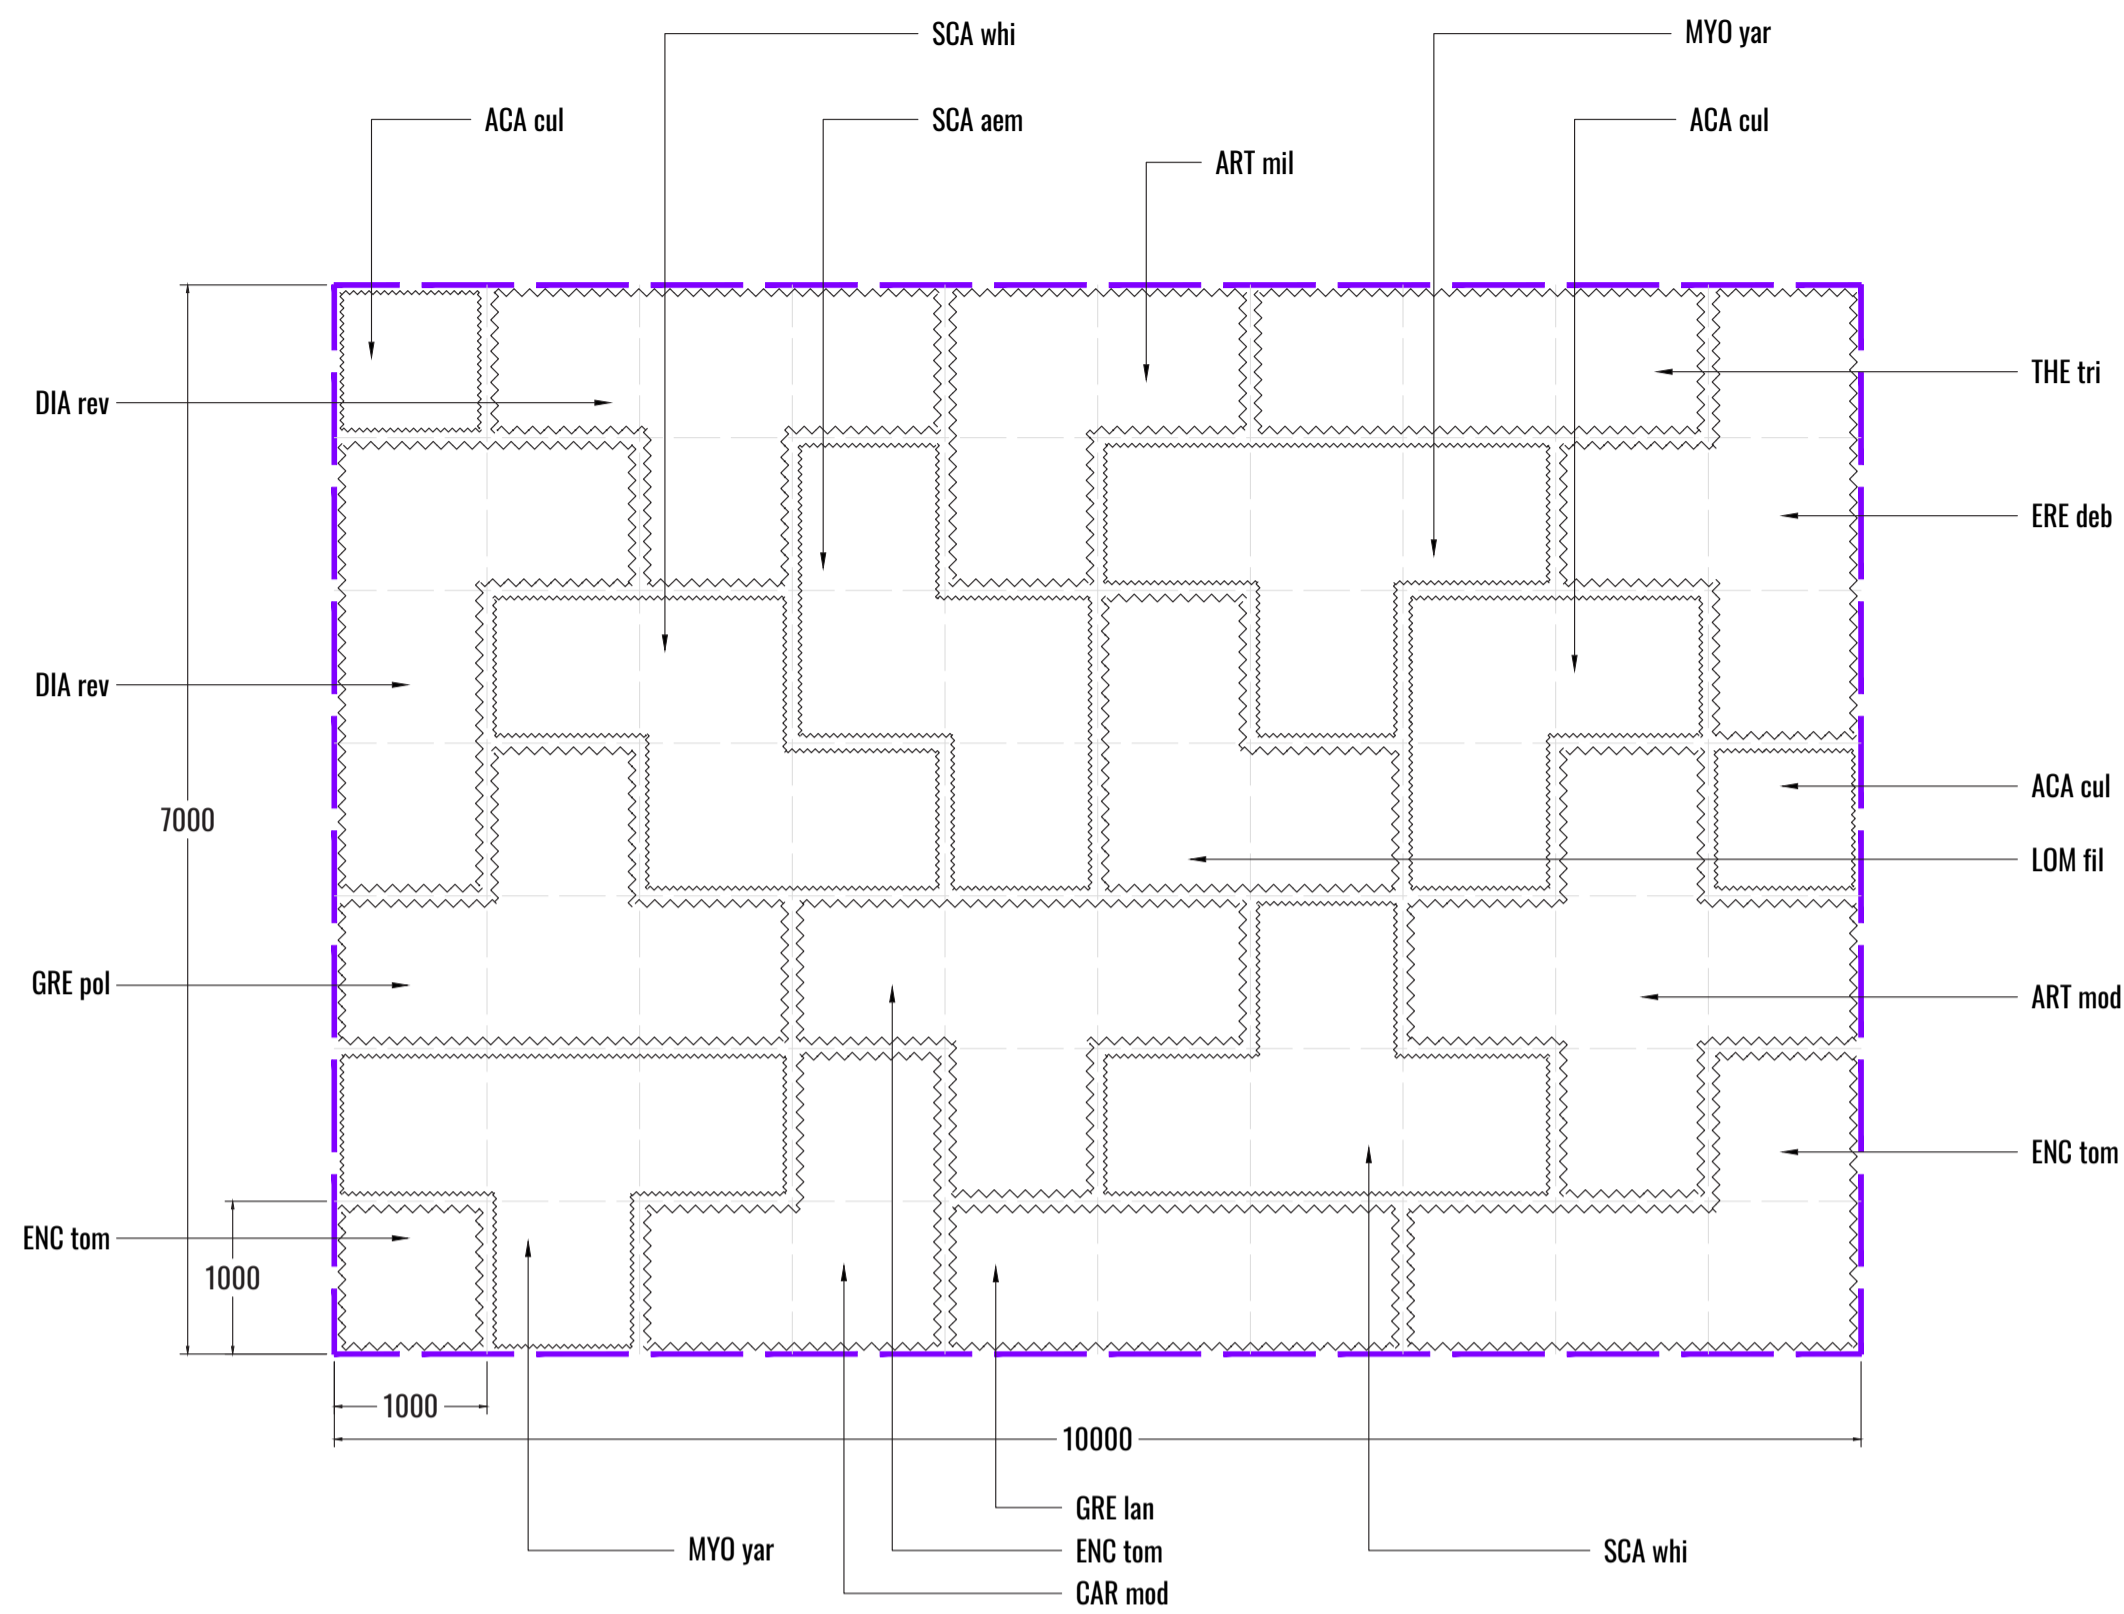 SCA whi
MYO yar
ACA cul
SCA aem
ACA cul
ART mil
THE tri
DIA rev
ERE deb
DIA rev
ACA cul
7000
LOM fil
GRE pol
ART mod
ENC tom
ENC tom
1000
1000
10000
GRE lan
MYO yar
ENC tom
SCA whi
CAR mod